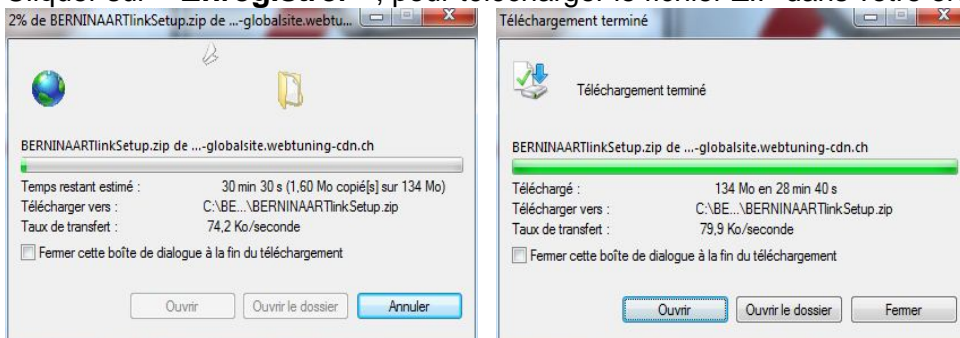 2% de BERNINAARTlinkSetup.zip de ...-globalsite.webtu...
BERNINAARTlinkSetup.zip de ...-globalsite.webtuning-cdn.ch
Temps restant estimé : 30 min 30 s (1,60 Mo copié[s] sur 134 Mo)
Télécharger vers : C:\BE...\BERNINAARTlinkSetup.zip
Taux de transfert : 74,2 Ko/seconde
Fermer cette boîte de dialogue à la fin du téléchargement
Ouvrir Ouvrir le dossier Annuler
Téléchargement terminé
Téléchargement terminé
BERNINAARTlinkSetup.zip de ...-globalsite.webtuning-cdn.ch
Téléchargé : 134 Mo en 28 min 40 s
Télécharger vers : C:\BE...\BERNINAARTlinkSetup.zip
Taux de transfert : 79,9 Ko/seconde
Fermer cette boîte de dialogue à la fin du téléchargement
Ouvrir Ouvrir le dossier Fermer